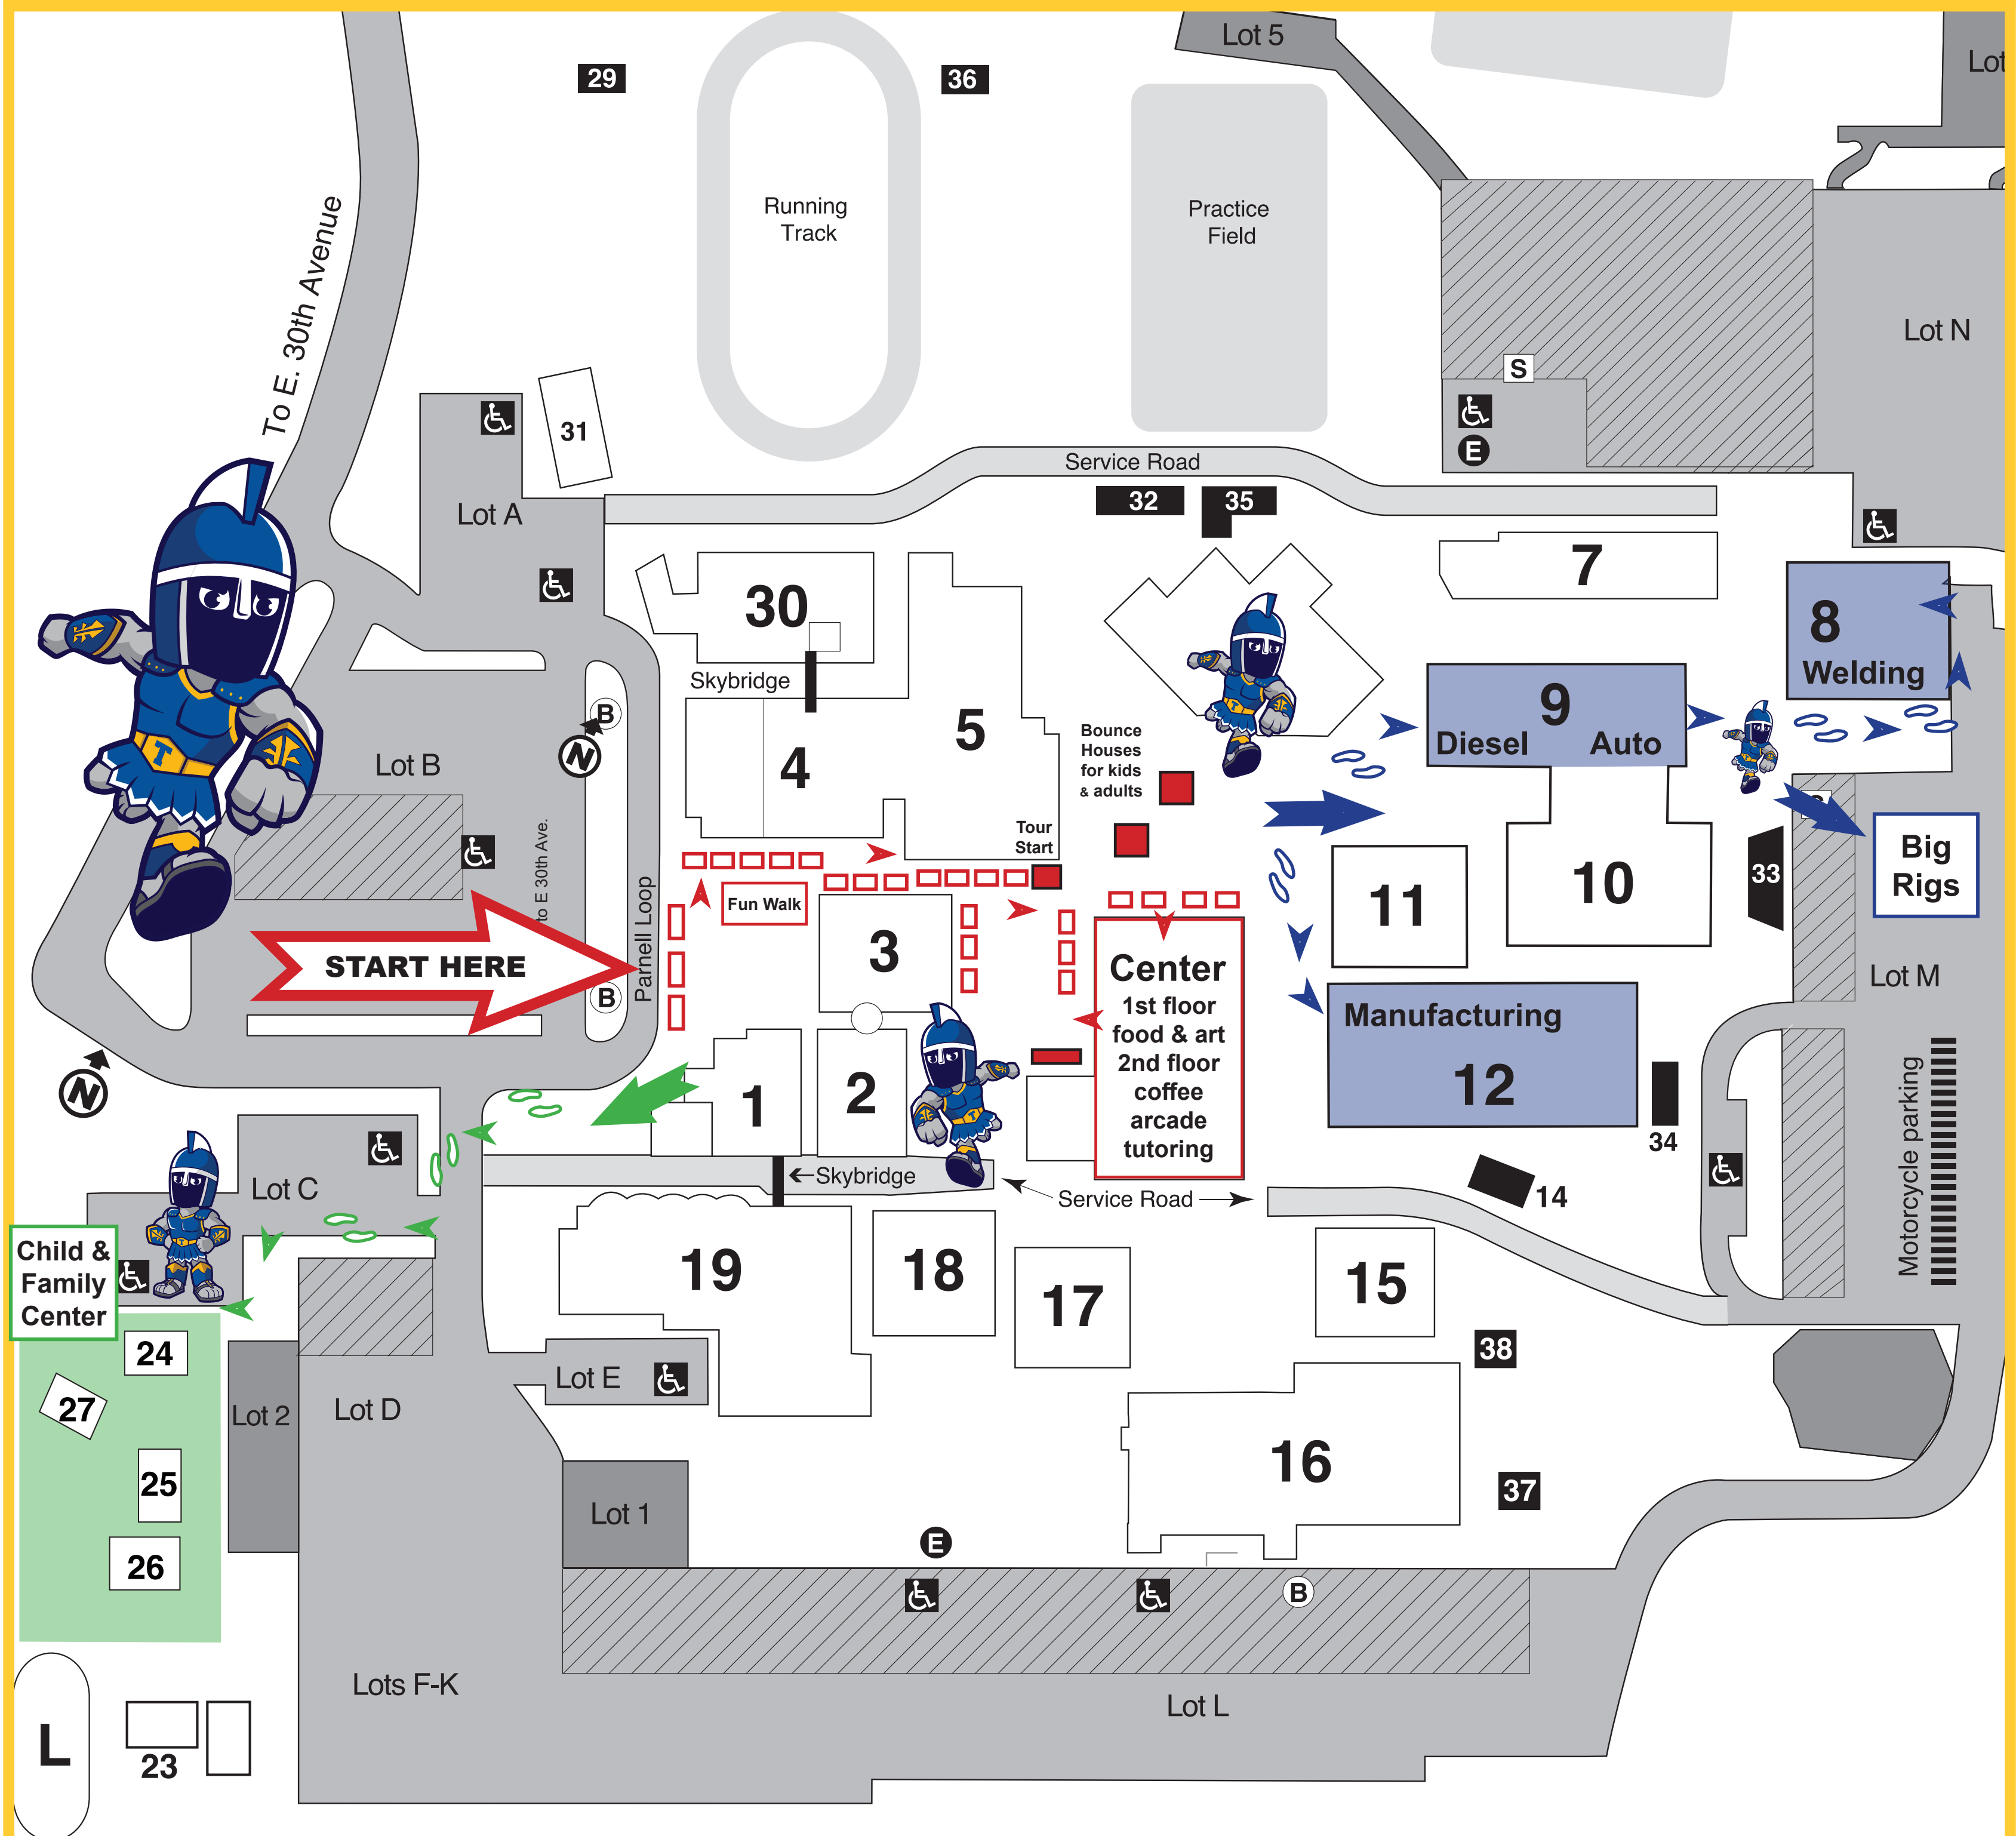 Lot 5
Lot
29
36
Running
Track
Practice
Field
To E. 30th Avenue
Lot N
S
E
31
Lot A
Service Road
32
35
7
30
8
Welding
Skybridge
5
4
9
Diesel
Auto
B
N
Lot B
Bounce
Houses
for kids
& adults
Tour
Start
to E 30th Ave.
Parnell Loop
Fun Walk
START HERE
B
3
Center
1st floor
food & art
2nd floor
coffee
arcade
tutoring
11
10
33
Big
Rigs
Lot M
Manufacturing
12
34
Motorcycle parking
N
1
2
Skybridge
Service Road
14
Lot C
Child &
Family
Center
19
18
17
15
38
24
27
25
26
Lot 2
Lot D
Lot E
Lot 1
16
37
E
B
Lots F-K
Lot L
L
23
T